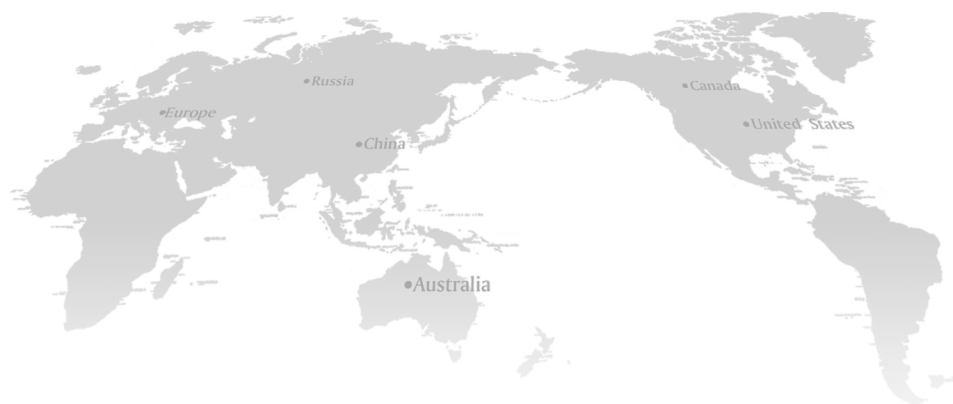 Russia
Canada
Europe
United States
China
Australia